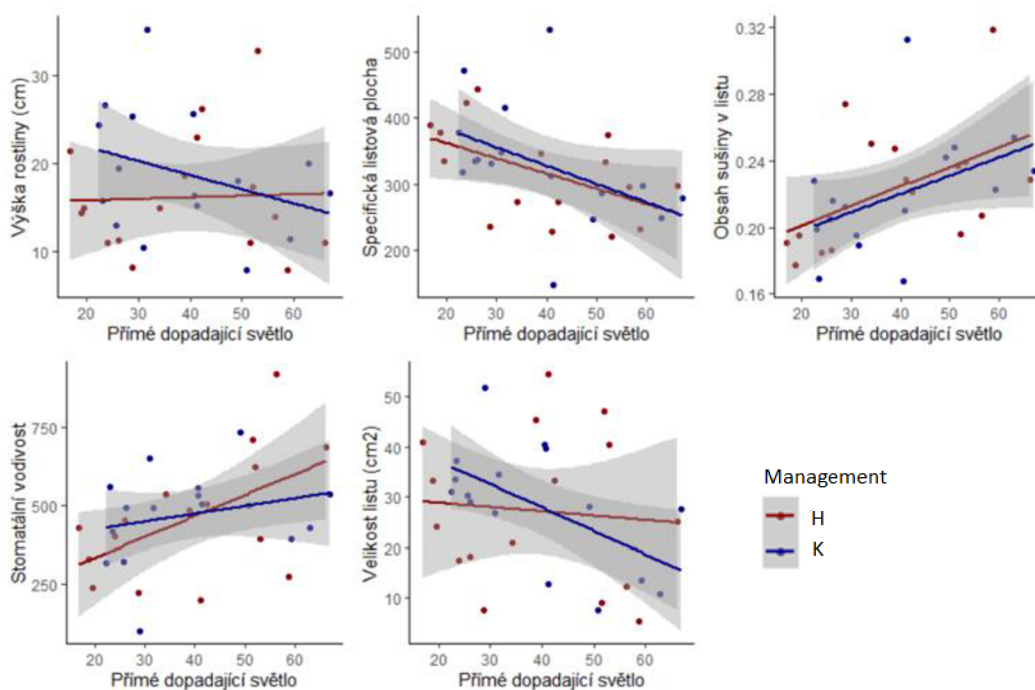 Výška rostliny (cm)
30
20
10
20 30 40 50 60
Přímé dopadající světlo
Specifická listová plocha
500
400
300
200
20 30 40 50 60
Přímé dopadající světlo
Obsah sušiny v listu
0.32
0.28
0.24
0.20
0.16
20 30 40 50 60
Přímé dopadající světlo
Stomatální vodivost
750
500
250
20 30 40 50 60
Přímé dopadající světlo
Velikost listu (cm2)
50
40
30
20
10
20 30 40 50 60
Přímé dopadající světlo
Management
H
K